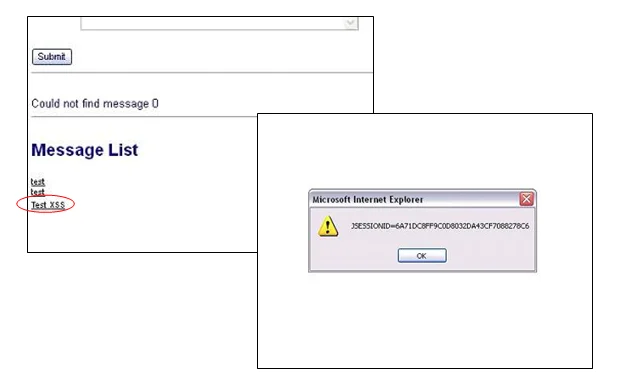 Submit
Could not find message 0
Message List
test
test
Test XSS
Microsoft Internet Explorer
JSESSIONID=6A71DC8FF9C0D8032DA43CF7088278C6
OK